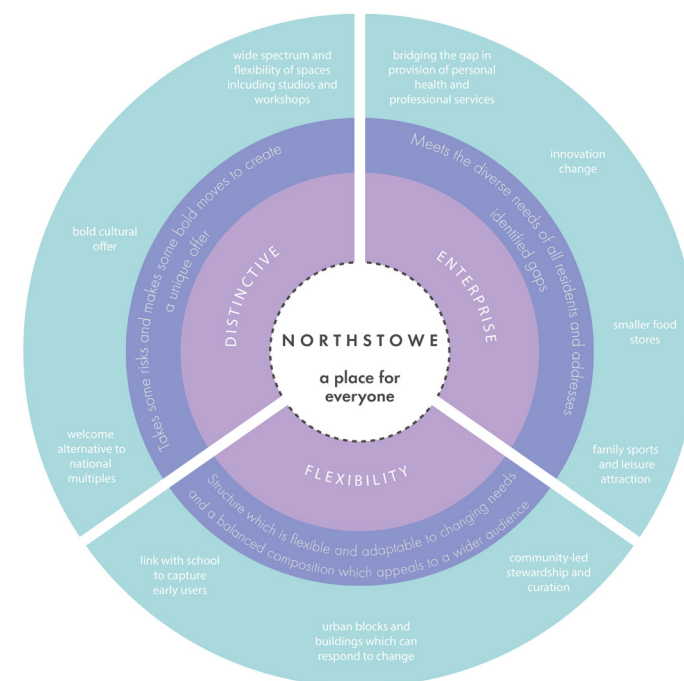 NORTHSTOWE
a place for
everyone
DISTINCTIVE
Takes some risks and makes some bold moves to create
a unique offer
wide spectrum and
flexibility of spaces
inlcuding studios and
workshops
bold cultural
offer
welcome
alternative to
national
multiples
ENTERPRISE
Meets the diverse needs of all residents and addresses
identified gaps
bridging the gap in
provision of personal
health and
professional services
innovation
change
smaller food
stores
family sports
and leisure
attraction
FLEXIBILITY
Structure which is flexible and adaptable to changing needs
and a balanced composition which appeals to a wider audience
link with school
to capture
early users
urban blocks and
buildings which can
respond to change
community-led
stewardship and
curation